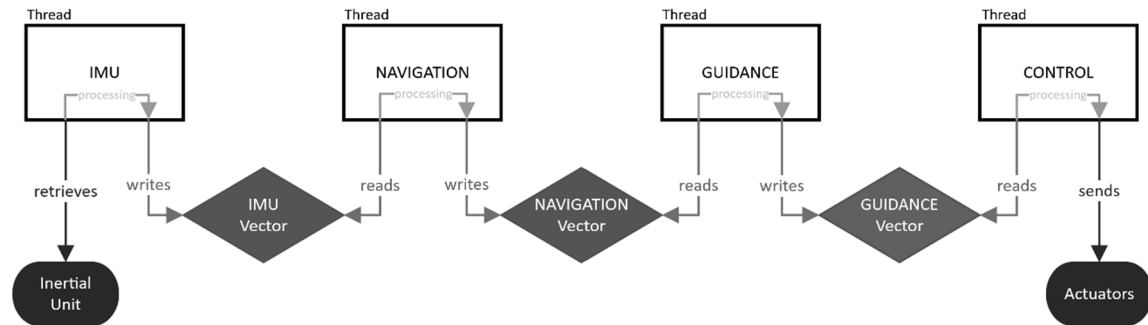 Thread
Thread
Thread
Thread
IMU
NAVIGATION
GUIDANCE
CONTROL
processing
processing
processing
processing
retrieves
writes
reads
writes
reads
writes
reads
sends
IMU
Vector
NAVIGATION
Vector
GUIDANCE
Vector
Inertial
Unit
Actuators